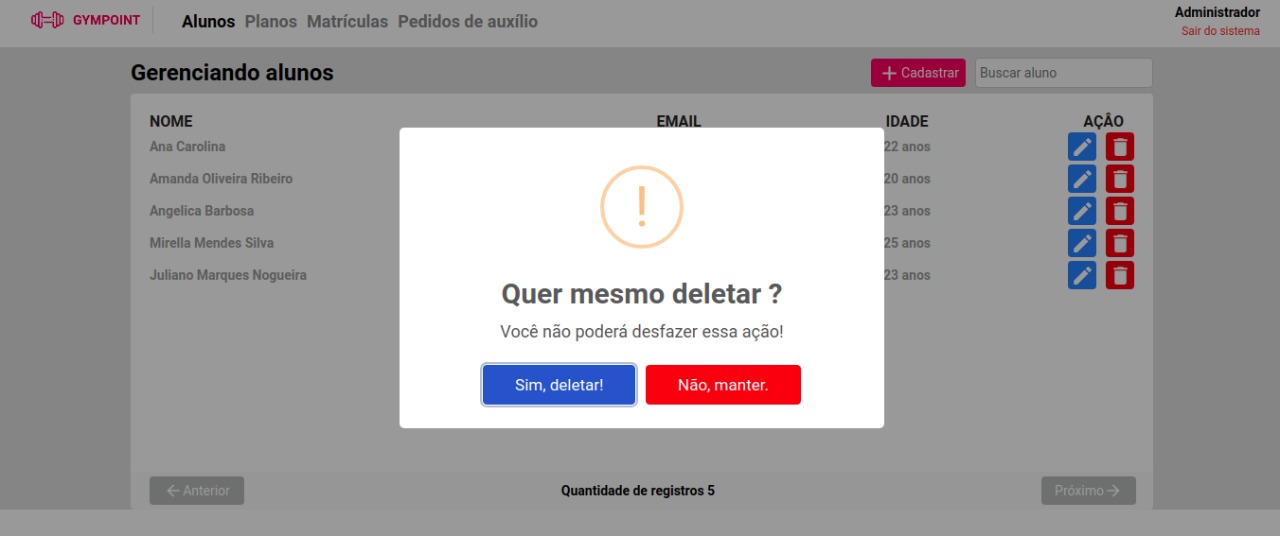 GYMPOINT
Alunos Planos Matrículas Pedidos de auxílio
Administrador
Sair do sistema
Gerenciando alunos
Cadastrar
Buscar aluno
NOME EMAIL IDADE AÇÂO
Ana Carolina 22 anos
Amanda Oliveira Ribeiro 20 anos
Angelica Barbosa 23 anos
Mirella Mendes Silva 25 anos
Juliano Marques Nogueira 23 anos
!
Quer mesmo deletar ?
Você não poderá desfazer essa ação!
Sim, deletar! Não, manter.
Anterior Quantidade de registros 5 Próximo